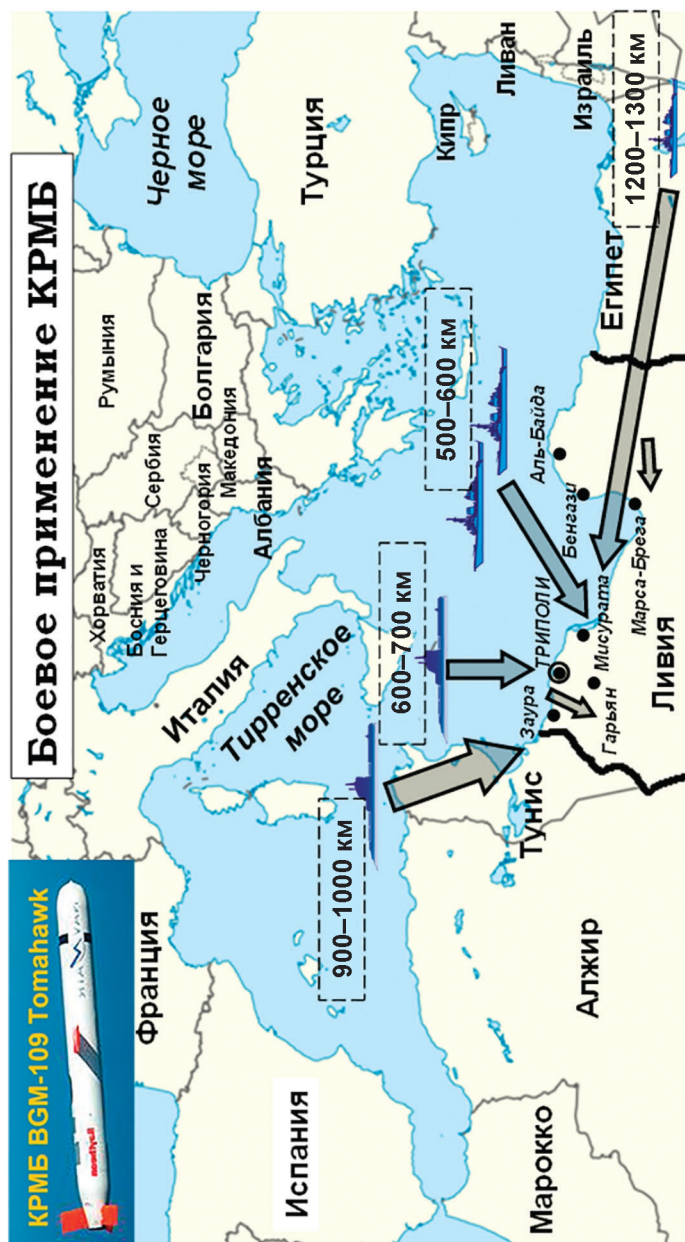 Боевое применение КРМБ
КРМБ BGM-109 Tomahawk
Raytheon
Франция
Испания
Марокко
Алжир
Тунис
Италия
Тирренское
море
Хорватия
Босния и
Герцеговина
Сербия
Черногория
Македония
Албания
Румыния
Болгария
Черное
море
Турция
Кипр
Ливан
Израиль
Египет
Ливия
900–1000 км
600–700 км
500–600 км
1200–1300 км
Заура
ТРИПОЛИ
Гарьян
Мисурата
Бенгази
Аль-Байда
Марса-Брега